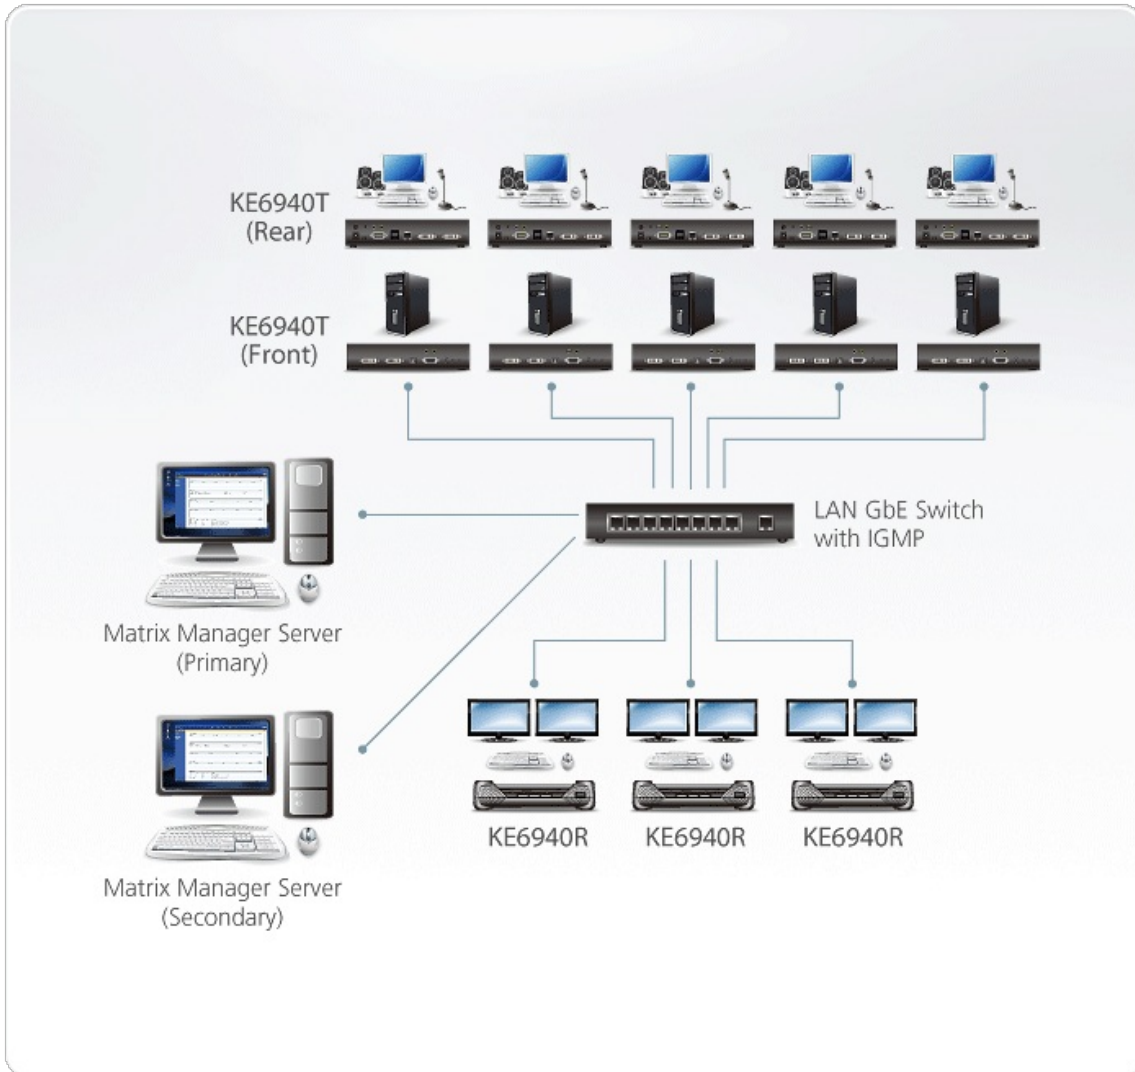 KE6940T
(Rear)
KE6940T
(Front)
LAN GbE Switch
with IGMP
Matrix Manager Server
(Primary)
KE6940R
KE6940R
KE6940R
Matrix Manager Server
(Secondary)